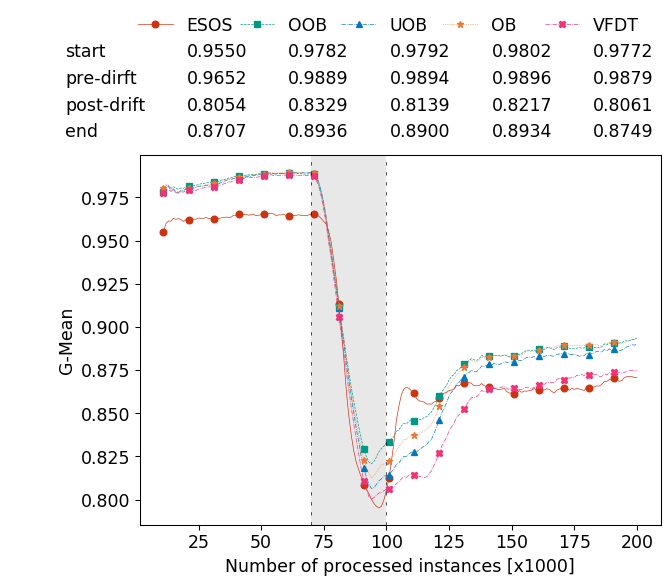 ESOS OOB UOB OB VFDT
start 0.9550 0.9782 0.9792 0.9802 0.9772
pre-dirft 0.9652 0.9889 0.9894 0.9896 0.9879
post-drift 0.8054 0.8329 0.8139 0.8217 0.8061
end 0.8707 0.8936 0.8900 0.8934 0.8749
0.975
0.950
0.925
0.900
0.875
0.850
0.825
0.800
G-Mean
25 50 75 100 125 150 175 200
Number of processed instances [x1000]